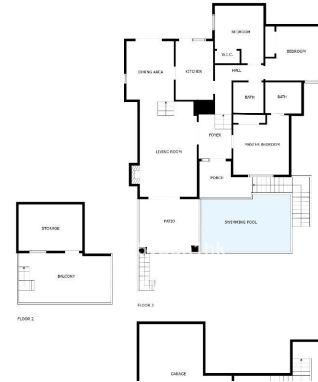 BEDROOM
BEDROOM
W.I.C.
DINING AREA
KITCHEN
HALL
BATH
BATH
FOYER
LIVING ROOM
MASTER BEDROOM
PORCH
PATIO
SWIMMING POOL
STORAGE
BALCONY
FLOOR 2
FLOOR 1
GARAGE